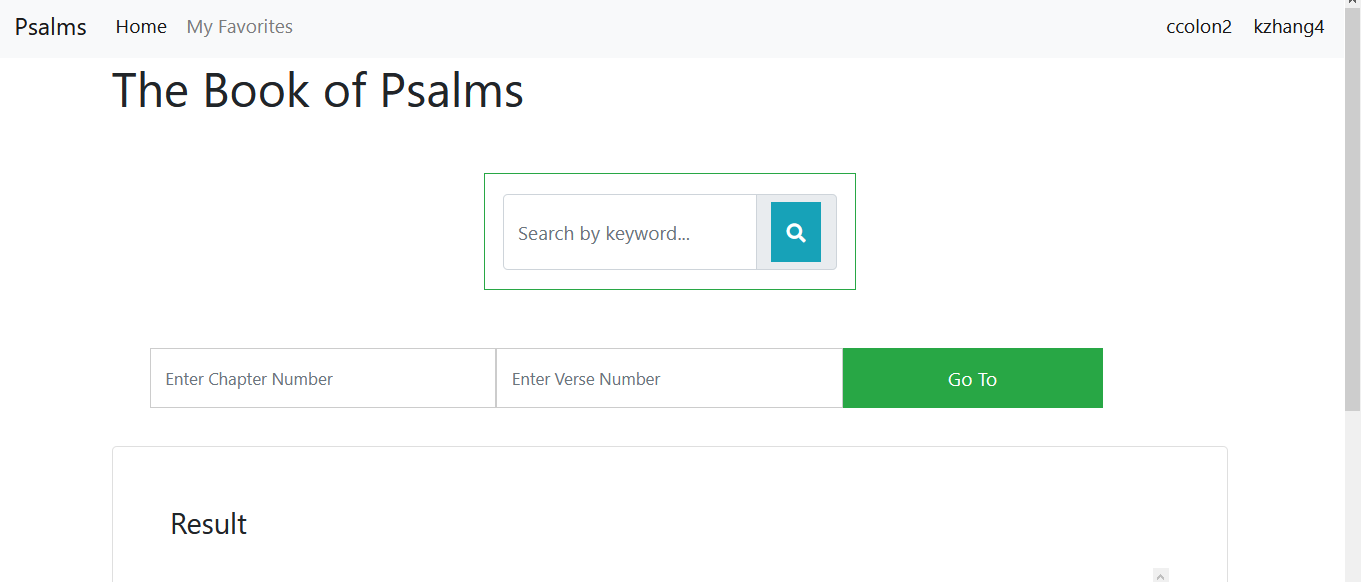 Psalms Home My Favorites ccolon2 kzhang4
The Book of Psalms
Search by keyword...
Enter Chapter Number Enter Verse Number Go To
Result